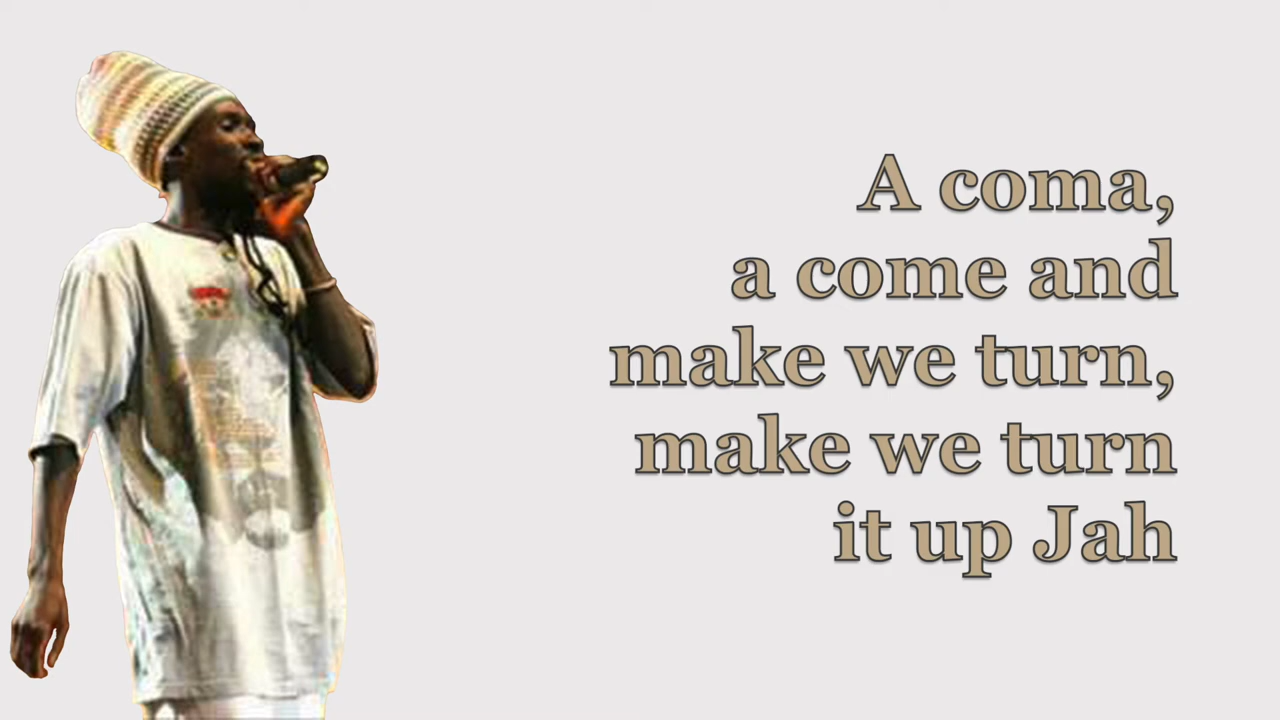 A coma,
a come and
make we turn,
make we turn
it up Jah